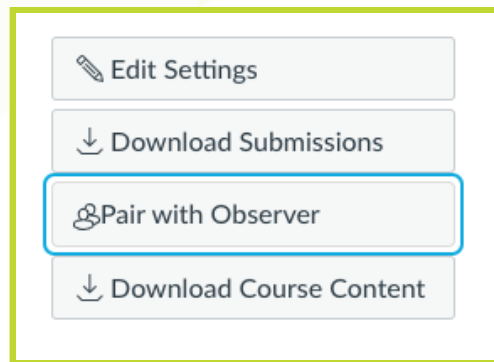 Edit Settings
Download Submissions
Pair with Observer
Download Course Content